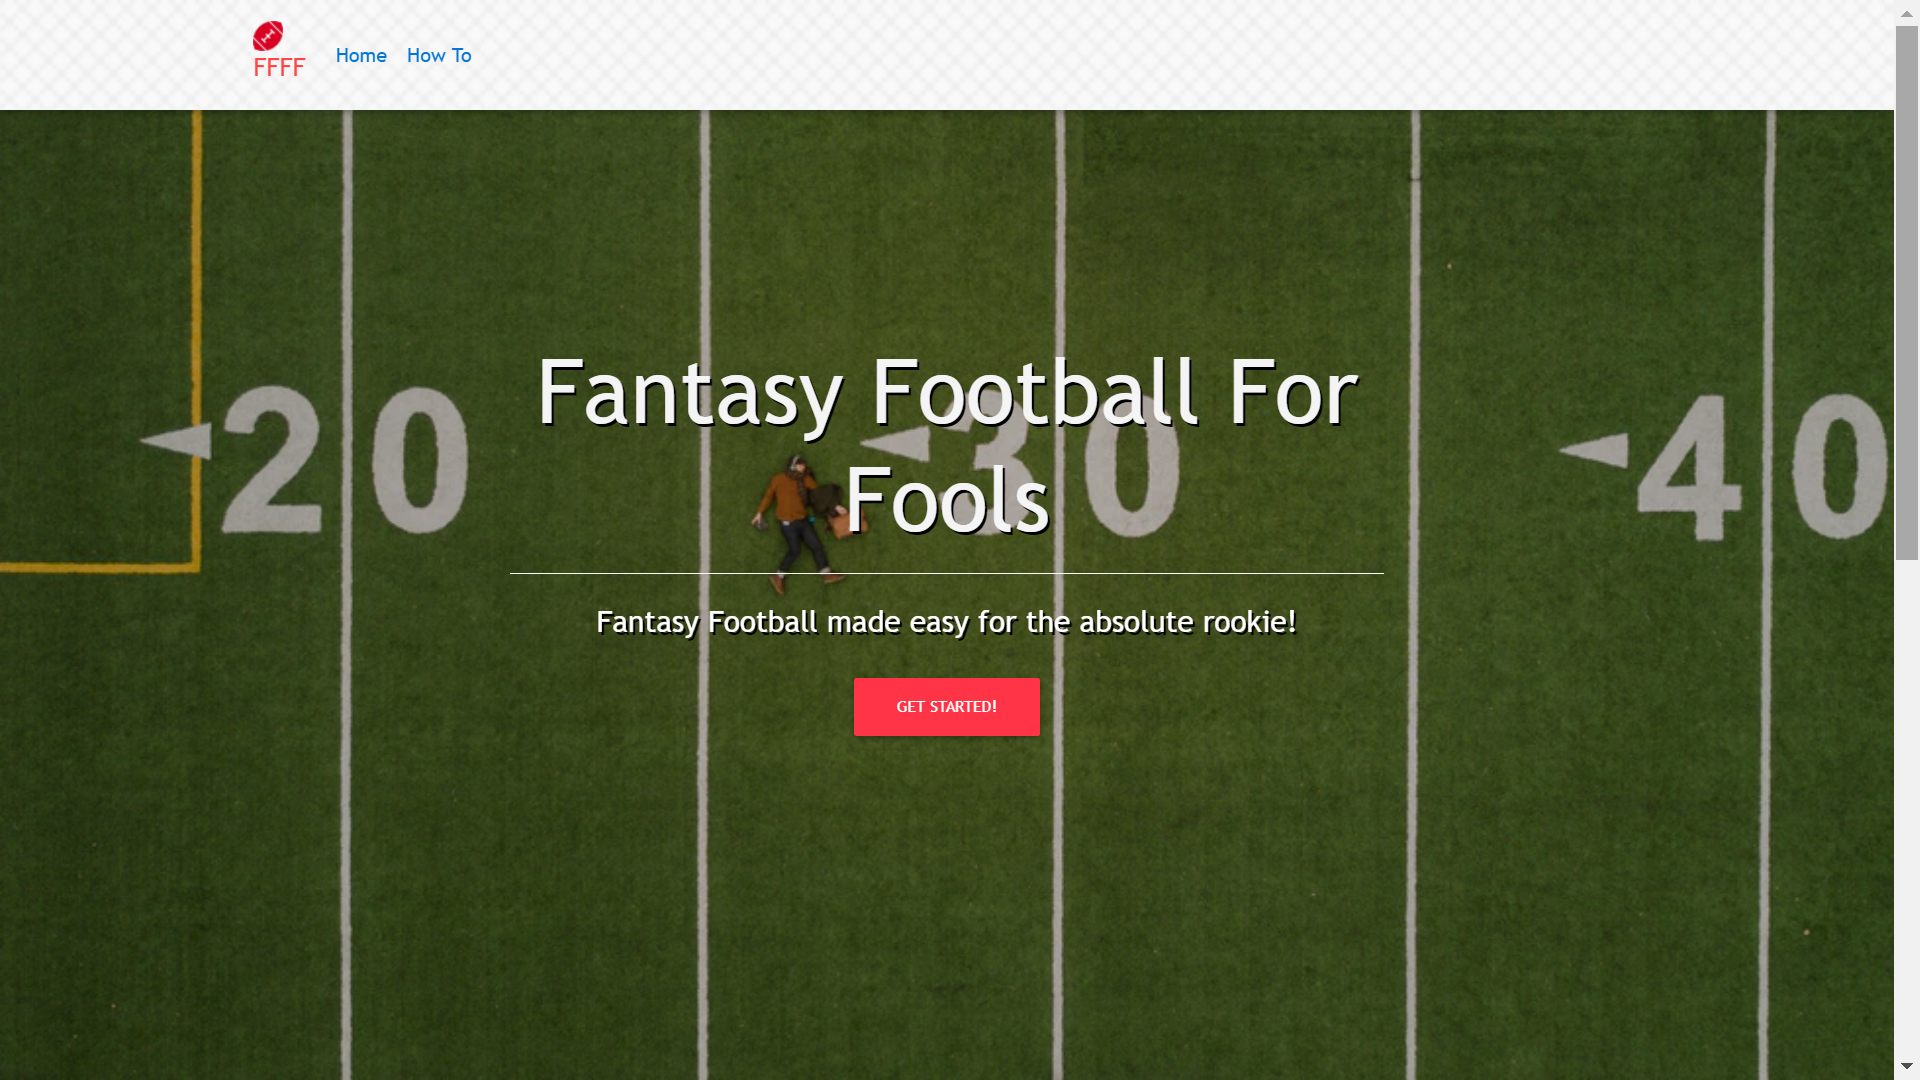 FFFF
Home
How To
Fantasy Football For
Fools
20
30
40
Fantasy Football made easy for the absolute rookie!
GET STARTED!